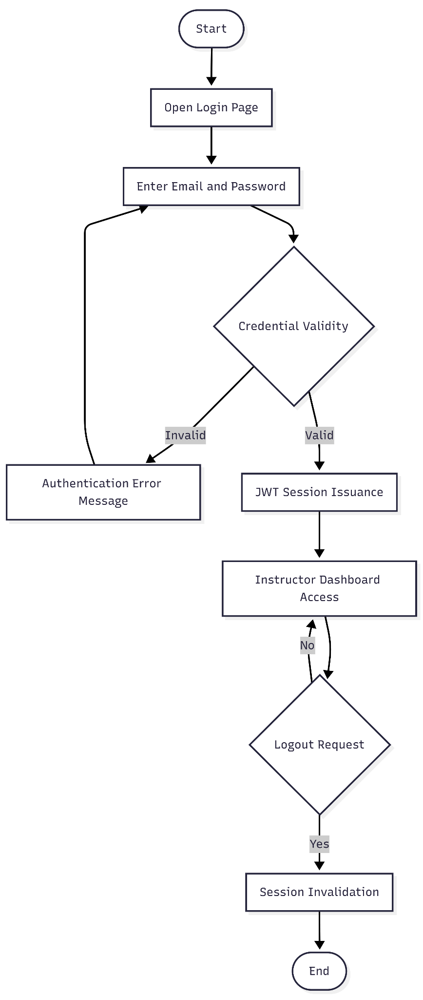 Start
Open Login Page
Enter Email and Password
Credential Validity
Invalid
Valid
Authentication Error
Message
JWT Session Issuance
Instructor Dashboard
Access
No
Logout Request
Yes
Session Invalidation
End